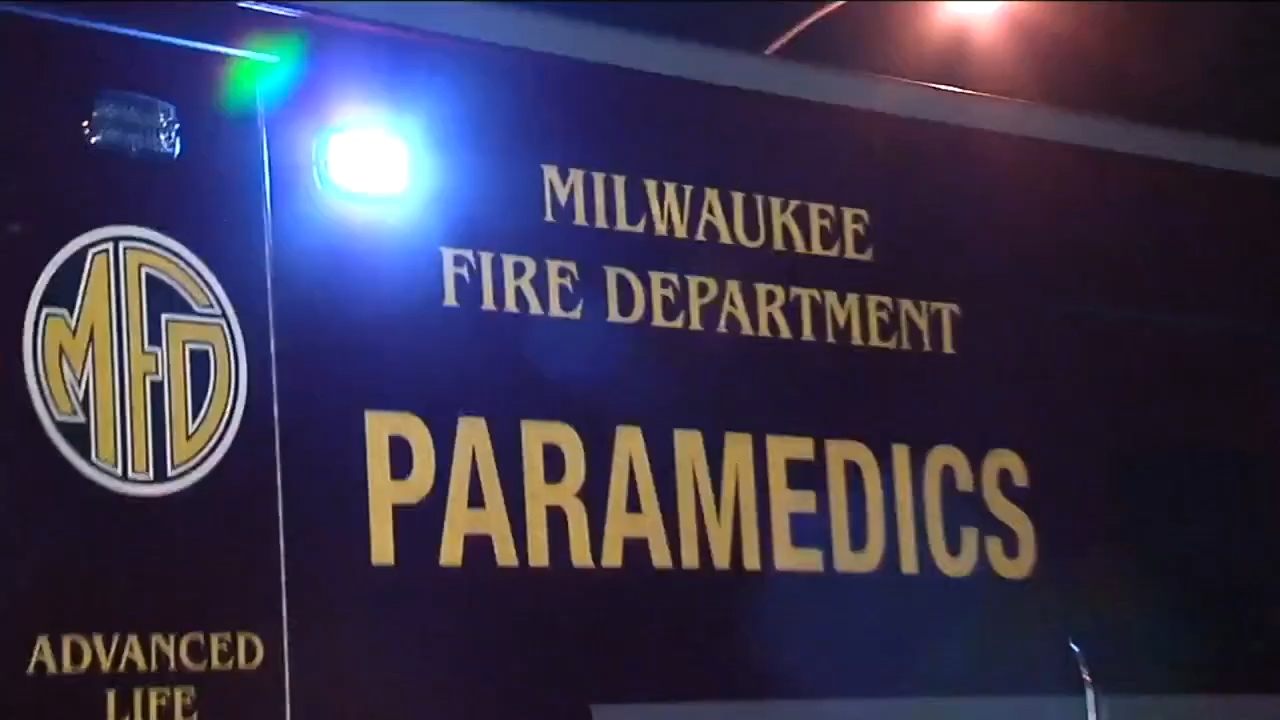 MFD
ADVANCED
LIFE
MILWAUKEE
FIRE DEPARTMENT
PARAMEDICS